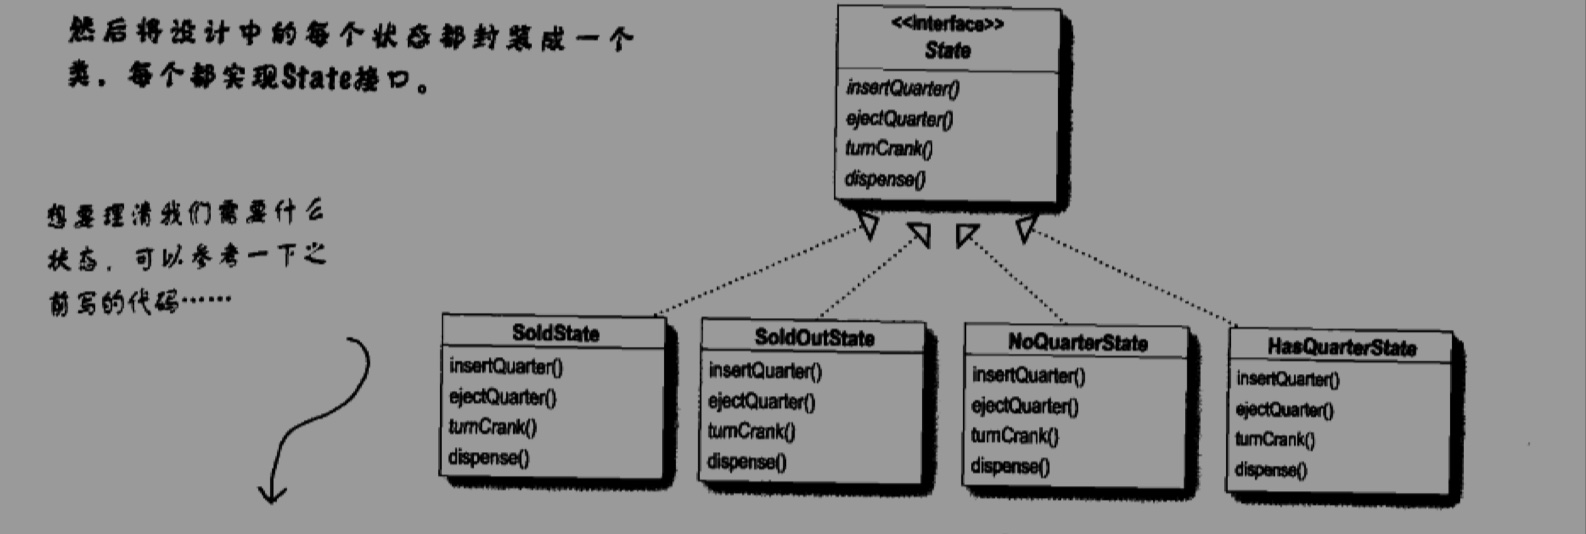 然后将设计中的每个状态都封装成一个
类，每个都实现State接口。
<<interface>>
State
insertQuarter()
ejectQuarter()
turnCrank()
dispense()
想要理清我们需要什么
状态，可以参考一下之
前写的代码……
SoldState
insertQuarter()
ejectQuarter()
turnCrank()
dispense()
SoldOutState
insertQuarter()
ejectQuarter()
turnCrank()
dispense()
NoQuarterState
insertQuarter()
ejectQuarter()
turnCrank()
dispense()
HasQuarterState
insertQuarter()
ejectQuarter()
turnCrank()
dispense()